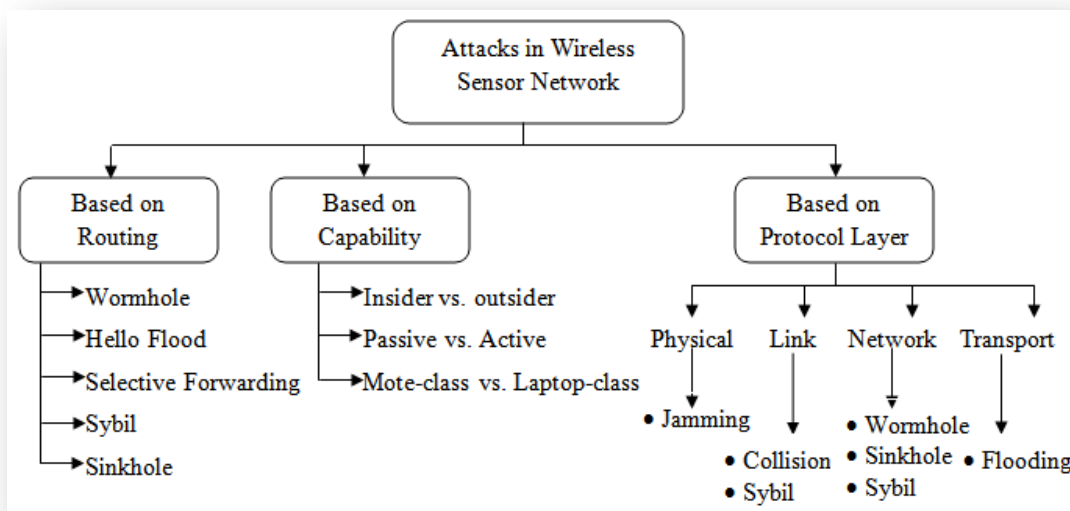 Attacks in Wireless
Sensor Network
Based on
Routing
Based on
Capability
Based on
Protocol Layer
Wormhole
Hello Flood
Selective Forwarding
Sybil
Sinkhole
Insider vs. outsider
Passive vs. Active
Mote-class vs. Laptop-class
Physical
Link
Network
Transport
• Jamming
• Collision
• Sybil
• Wormhole
• Sinkhole
• Sybil
• Flooding